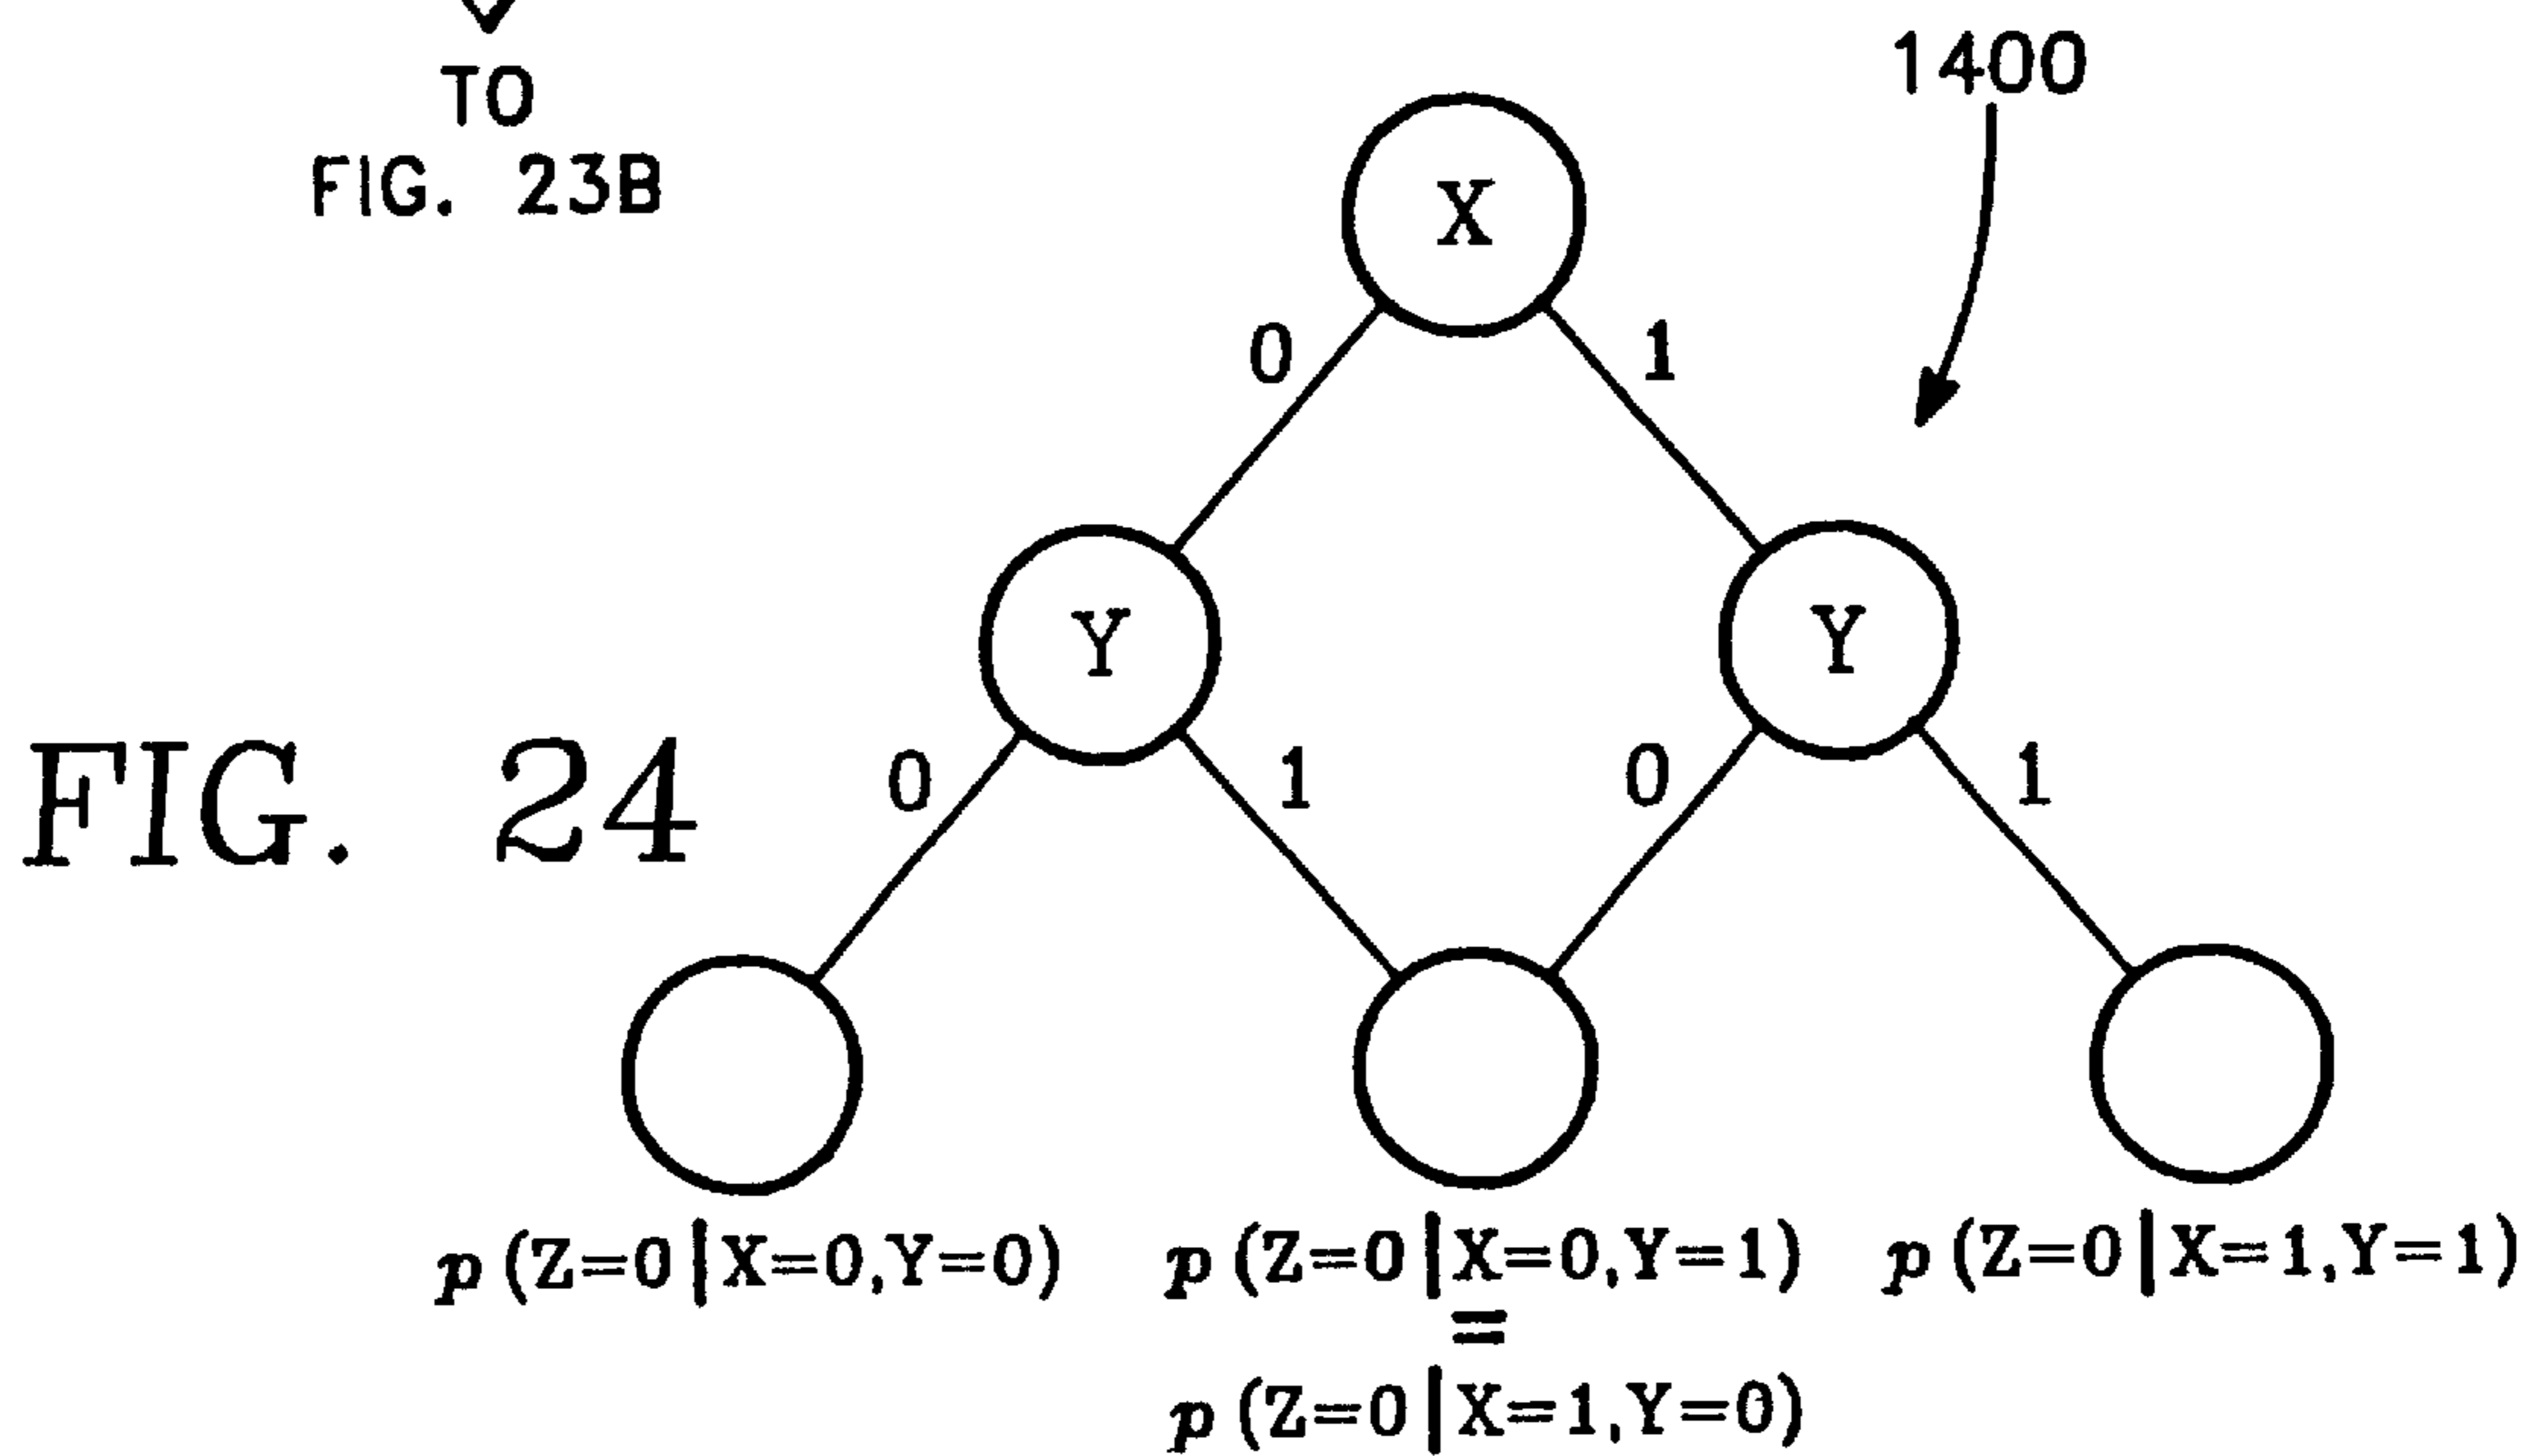 TO
FIG. 23B
1400
X
0
1
Y
Y
FIG. 24
0
1
0
1
p(Z=0|X=0,Y=0)
p(Z=0|X=0,Y=1)
=
p(Z=0|X=1,Y=0)
p(Z=0|X=1,Y=1)